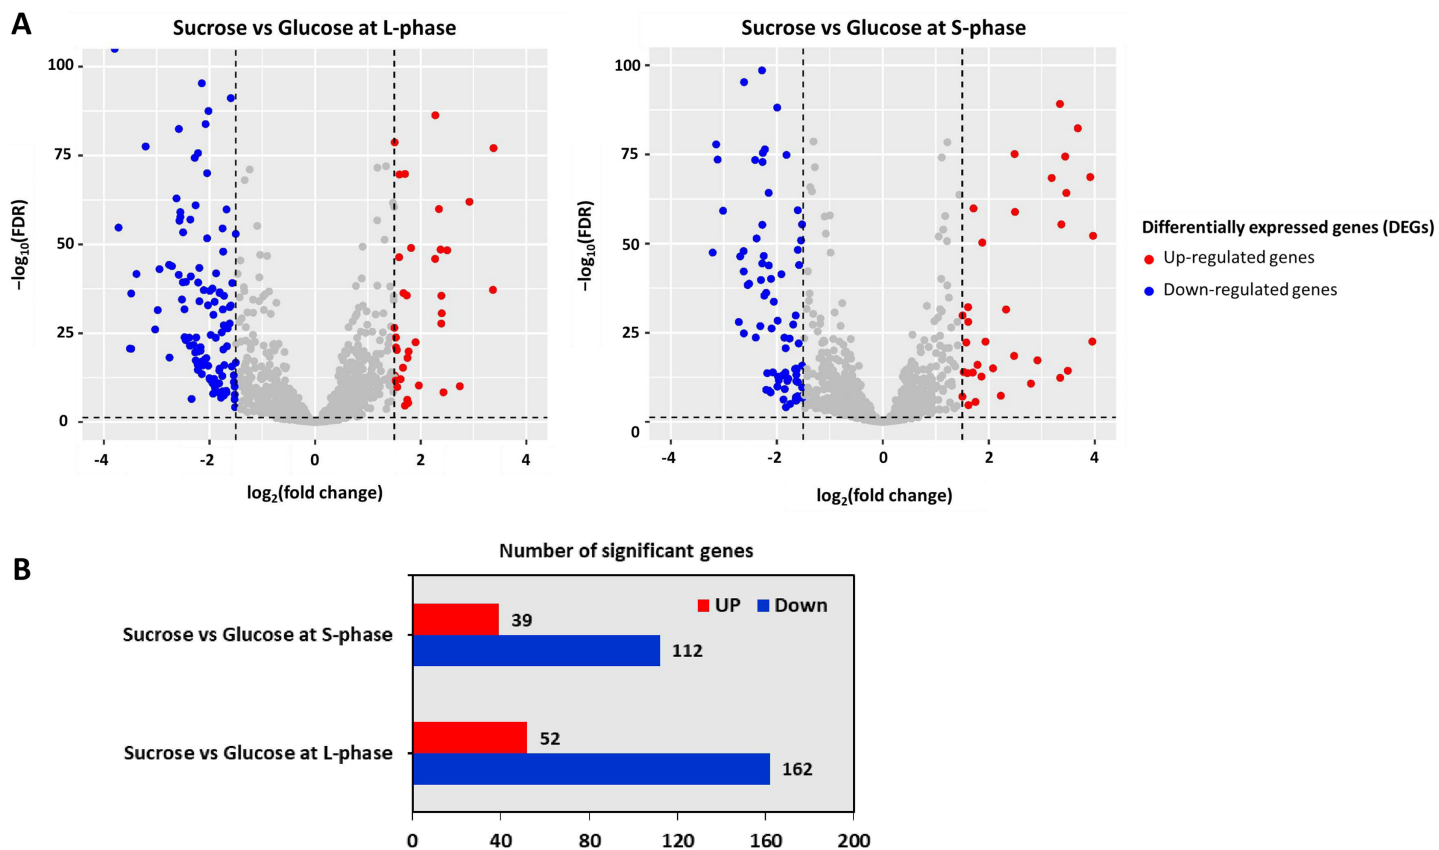 A
Sucrose vs Glucose at L-phase
Sucrose vs Glucose at S-phase
100
75
50
25
0
−log10(FDR)
-4
-2
0
2
4
log2(fold change)
100
75
50
25
0
−log10(FDR)
-4
-2
0
2
4
log2(fold change)
Differentially expressed genes (DEGs)
Up-regulated genes
Down-regulated genes
B
Number of significant genes
UP Down
Sucrose vs Glucose at S-phase
39
112
Sucrose vs Glucose at L-phase
52
162
0 40 80 120 160 200